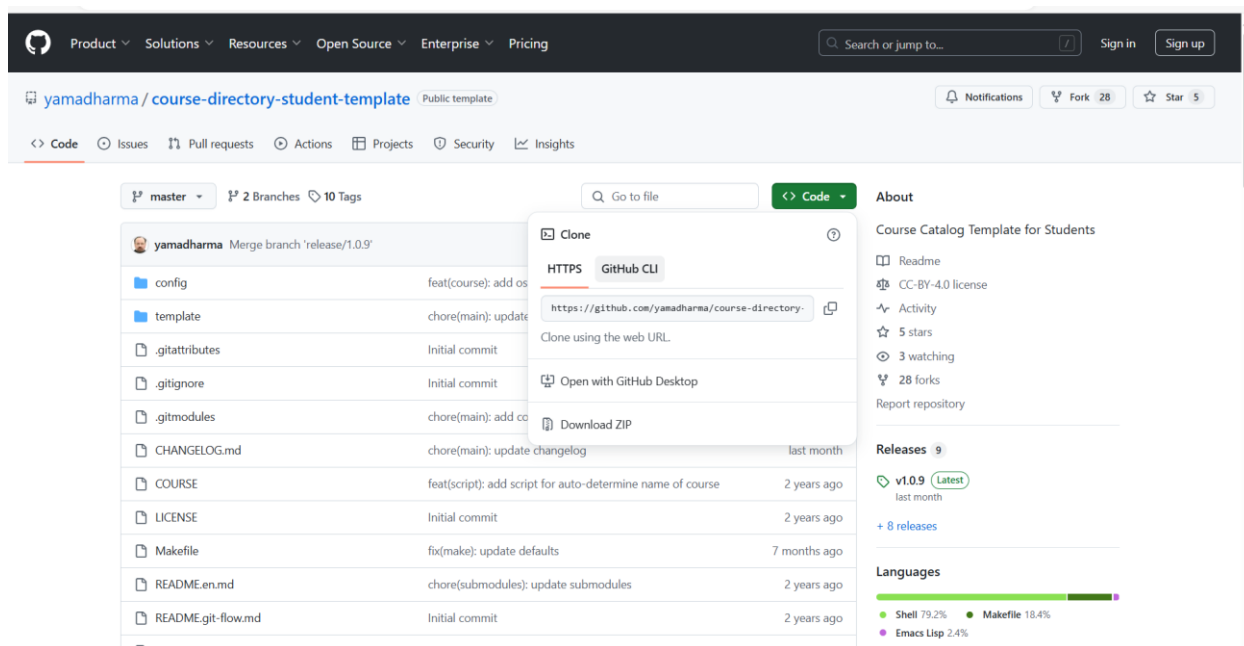 Product Solutions Resources Open Source Enterprise Pricing Search or jump to... / Sign in Sign up
yamadharma / course-directory-student-template Public template Notifications Fork 28 Star 5
<> Code Issues Pull requests Actions Projects Security Insights
master 2 Branches 10 Tags Go to file <> Code
yamadharma Merge branch 'release/1.0.9'
config feat(course): add os
template chore(main): update
.gitattributes Initial commit
.gitignore Initial commit
.gitmodules chore(main): add co
CHANGELOG.md chore(main): update changelog last month
COURSE feat(script): add script for auto-determine name of course 2 years ago
LICENSE Initial commit 2 years ago
Makefile fix(make): update defaults 7 months ago
README.en.md chore(submodules): update submodules 2 years ago
README.git-flow.md Initial commit 2 years ago
Clone
HTTPS GitHub CLI
https://github.com/yamadharma/course-directory-
Clone using the web URL.
Open with GitHub Desktop
Download ZIP
About
Course Catalog Template for Students
Readme
CC-BY-4.0 license
Activity
5 stars
3 watching
28 forks
Report repository
Releases 9
v1.0.9 Latest
last month
+ 8 releases
Languages
Shell 79.2% Makefile 18.4%
Emacs Lisp 2.4%